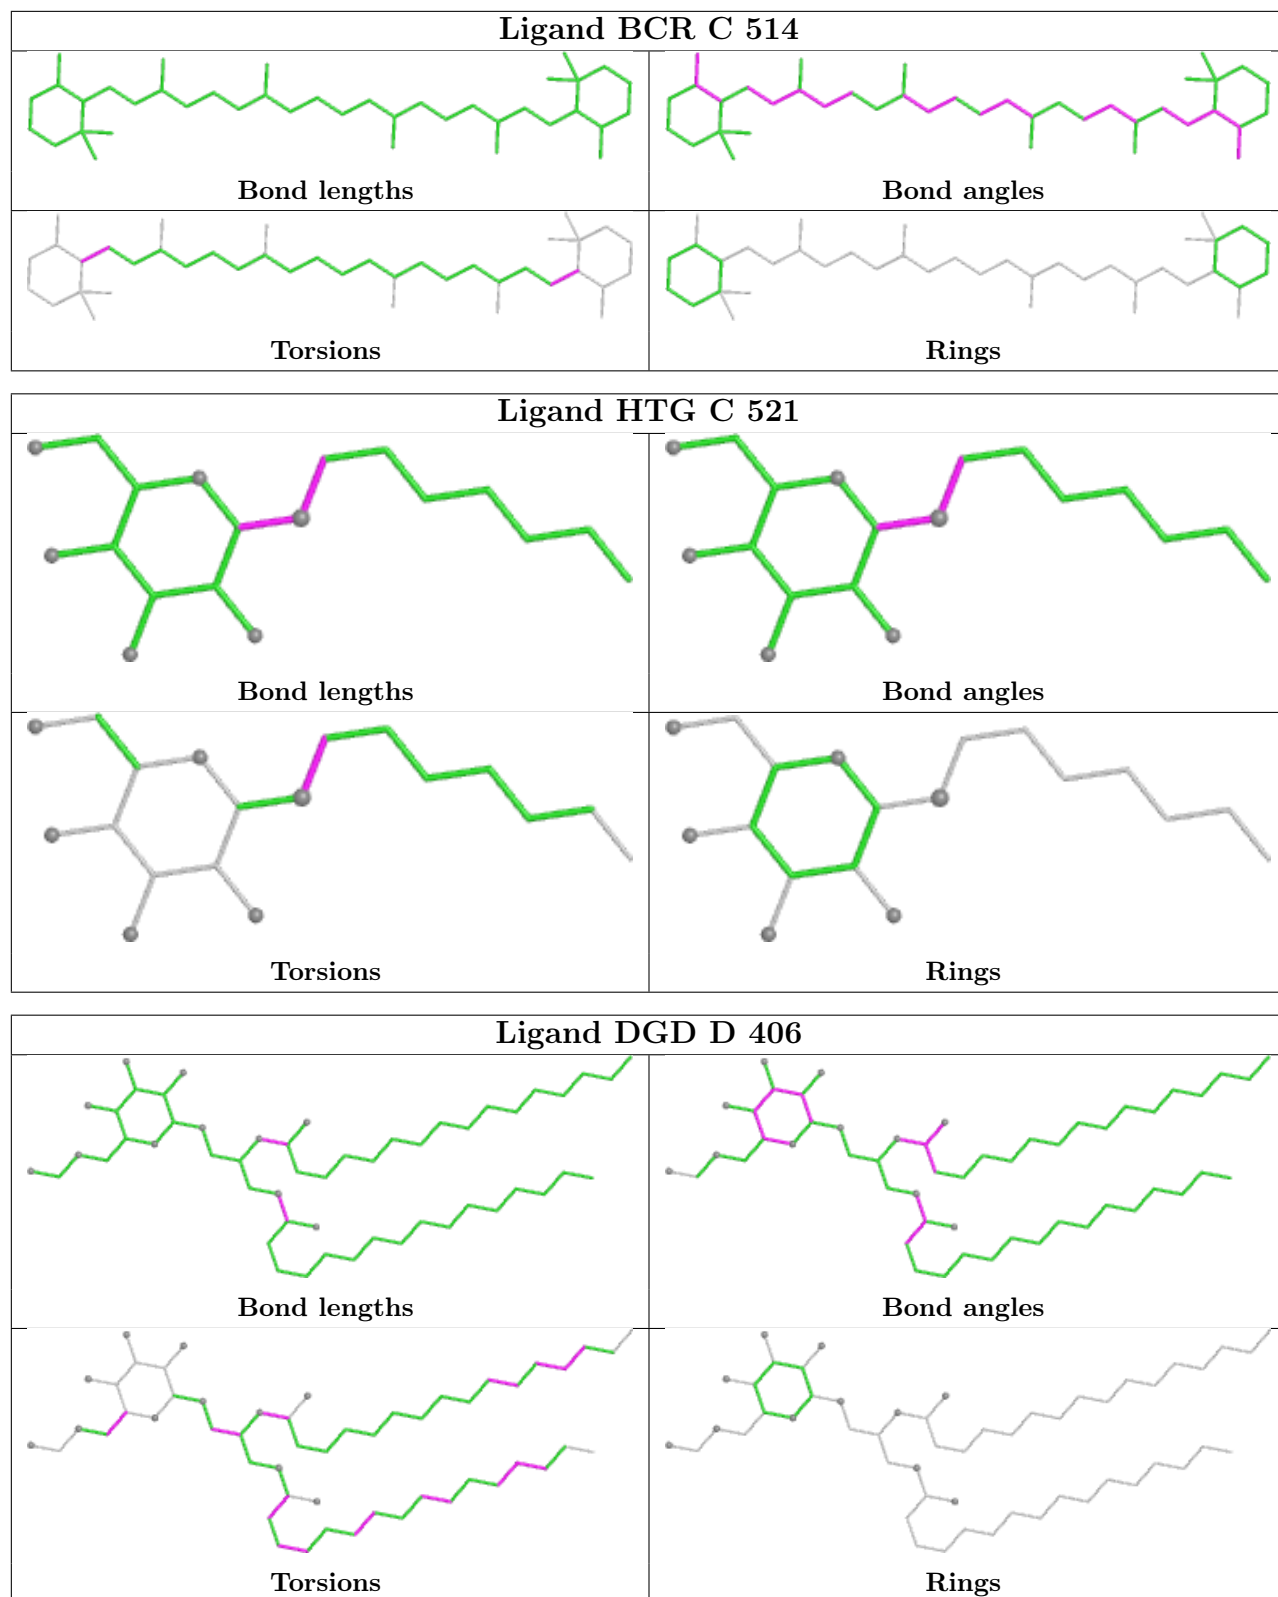 Ligand BCR C 514
Bond lengths
Bond angles
Torsions
Rings
Ligand HTG C 521
Bond lengths
Bond angles
Torsions
Rings
Ligand DGD D 406
Bond lengths
Bond angles
Torsions
Rings